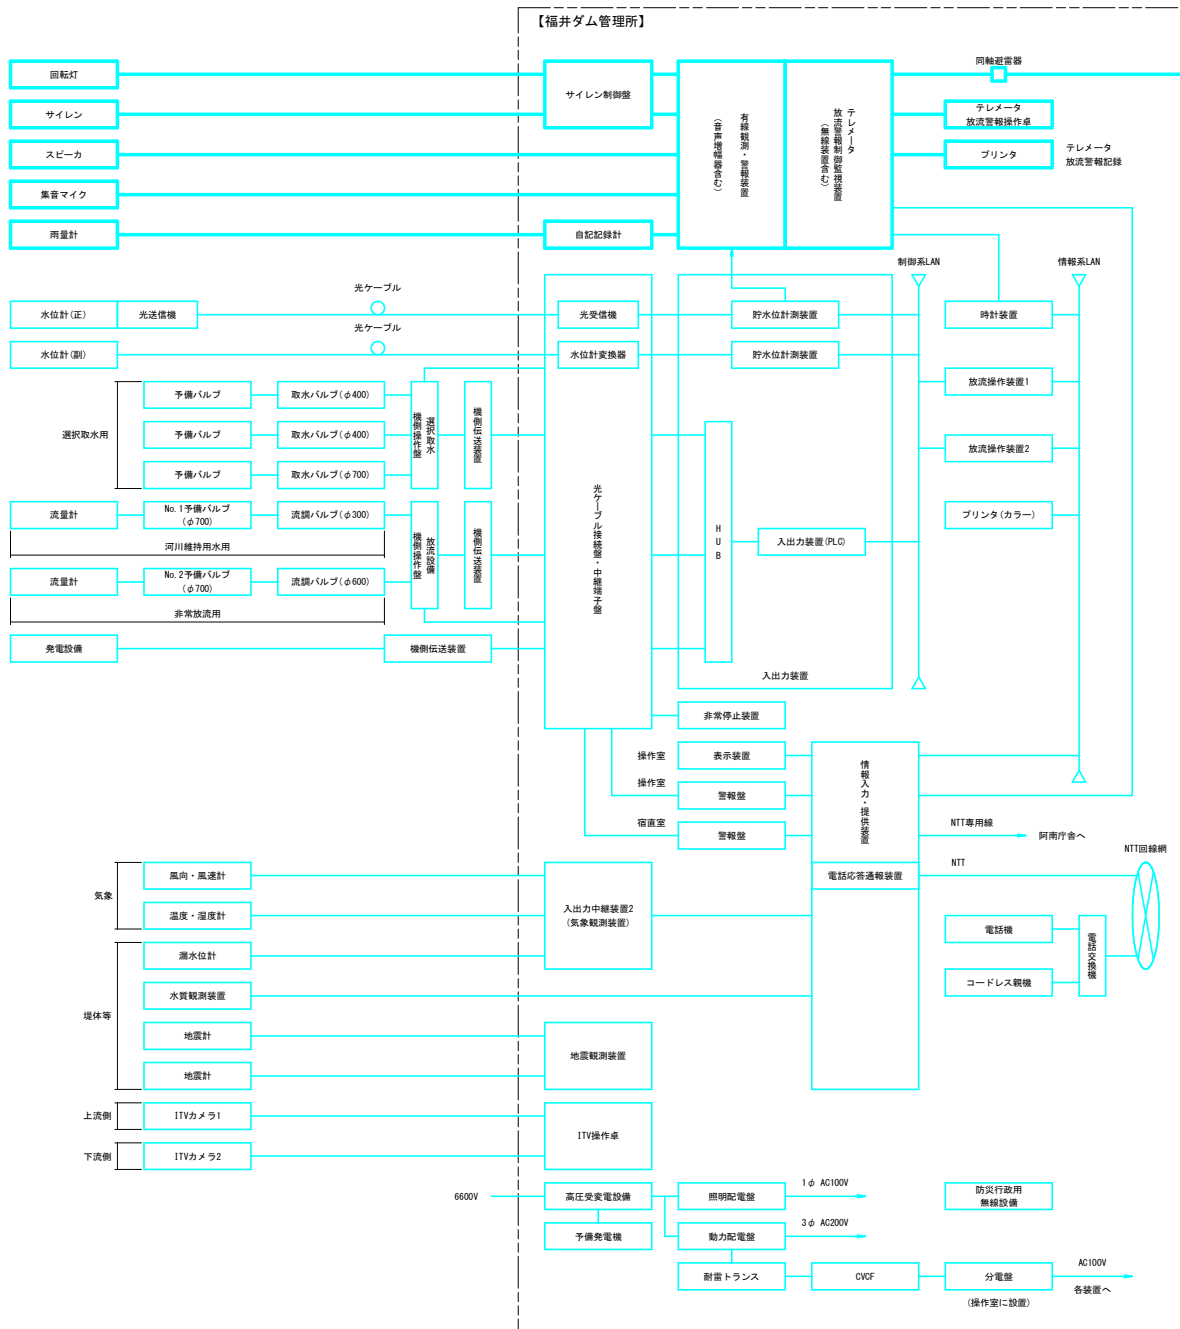 【福井ダム管理所】
回転灯
サイレン
スピーカ
集音マイク
雨量計
サイレン制御盤
自記記録計
有線観測・警報装置
(音声増幅器含む)
テレメータ
放流警報制御監視装置
(無線装置含む)
同軸避雷器
テレメータ
放流警報操作卓
プリンタ
テレメータ
放流警報記録
制御系LAN
情報系LAN
水位計(正)
光送信機
光ケーブル
光受信機
貯水位計測装置
時計装置
水位計(副)
光ケーブル
水位計変換器
貯水位計測装置
選択取水用
予備バルブ
取水バルブ(φ400)
予備バルブ
取水バルブ(φ400)
予備バルブ
取水バルブ(φ700)
選択取水
機側操作盤
機側伝送装置
放流操作装置1
放流操作装置2
プリンタ(カラー)
流量計
No.1予備バルブ
(φ700)
流調バルブ(φ300)
河川維持用水用
流量計
No.2予備バルブ
(φ700)
流調バルブ(φ600)
非常放流用
放流設備
機側操作盤
機側伝送装置
光ケーブル接続盤・中継端子盤
HUB
入出力装置(PLC)
発電設備
機側伝送装置
入出力装置
非常停止装置
操作室
表示装置
操作室
警報盤
宿直室
警報盤
情報入力・提供装置
NTT専用線
阿南庁舎へ
電話応答通報装置
NTT
NTT回線網
気象
風向・風速計
温度・湿度計
入出力中継装置2
(気象観測装置)
電話機
コードレス親機
電話交換機
堤体等
漏水位計
水質観測装置
地震計
地震計
地震観測装置
上流側
ITVカメラ1
下流側
ITVカメラ2
ITV操作卓
6600V
高圧受変電設備
予備発電機
照明配電盤
1φ AC100V
動力配電盤
3φ AC200V
防災行政用
無線設備
耐雷トランス
CVCF
分電盤
(操作室に設置)
AC100V
各装置へ